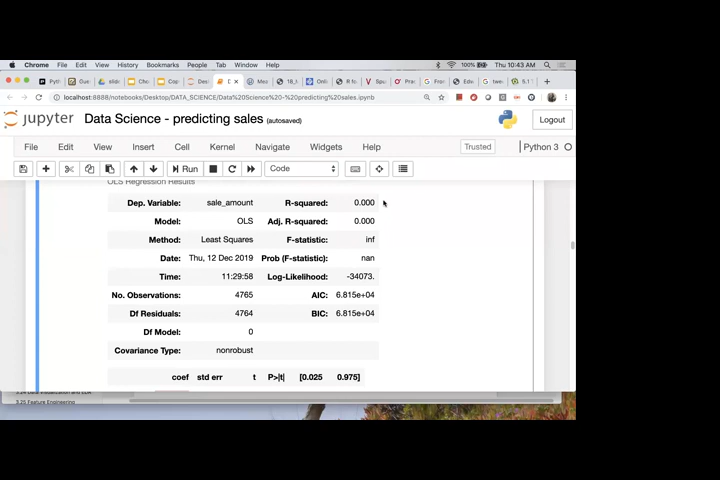 Chrome File Edit View History Bookmarks People Tab Window Help 100% Thu 10:43 AM
localhost:8888/notebooks/Desktop/DATA_SCIENCE/Data%20Science%20-%20predicting%20sales.ipynb
jupyter Data Science - predicting sales (autosaved) Logout
File Edit View Insert Cell Kernel Navigate Widgets Help Trusted Python 3
Run Code
OLS Regression Results
Dep. Variable: sale_amount R-squared: 0.000
Model: OLS Adj. R-squared: 0.000
Method: Least Squares F-statistic: inf
Date: Thu, 12 Dec 2019 Prob (F-statistic): nan
Time: 11:29:58 Log-Likelihood: -34073.
No. Observations: 4765 AIC: 6.815e+04
Df Residuals: 4764 BIC: 6.815e+04
Df Model: 0
Covariance Type: nonrobust
coef std err t P>|t| [0.025 0.975]
3.25 Feature Engineering